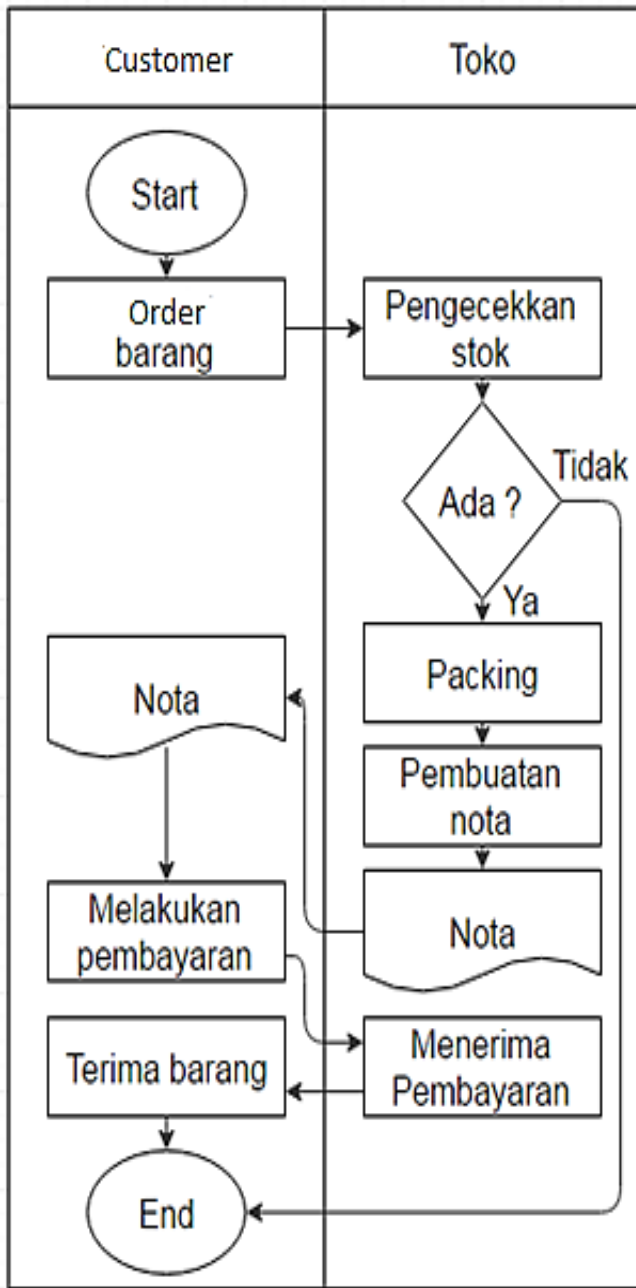 Customer
Toko
Start
Order
barang
Pengecekkan
stok
Ada ?
Tidak
Ya
Packing
Nota
Pembuatan
nota
Nota
Melakukan
pembayaran
Menerima
Pembayaran
Terima barang
End